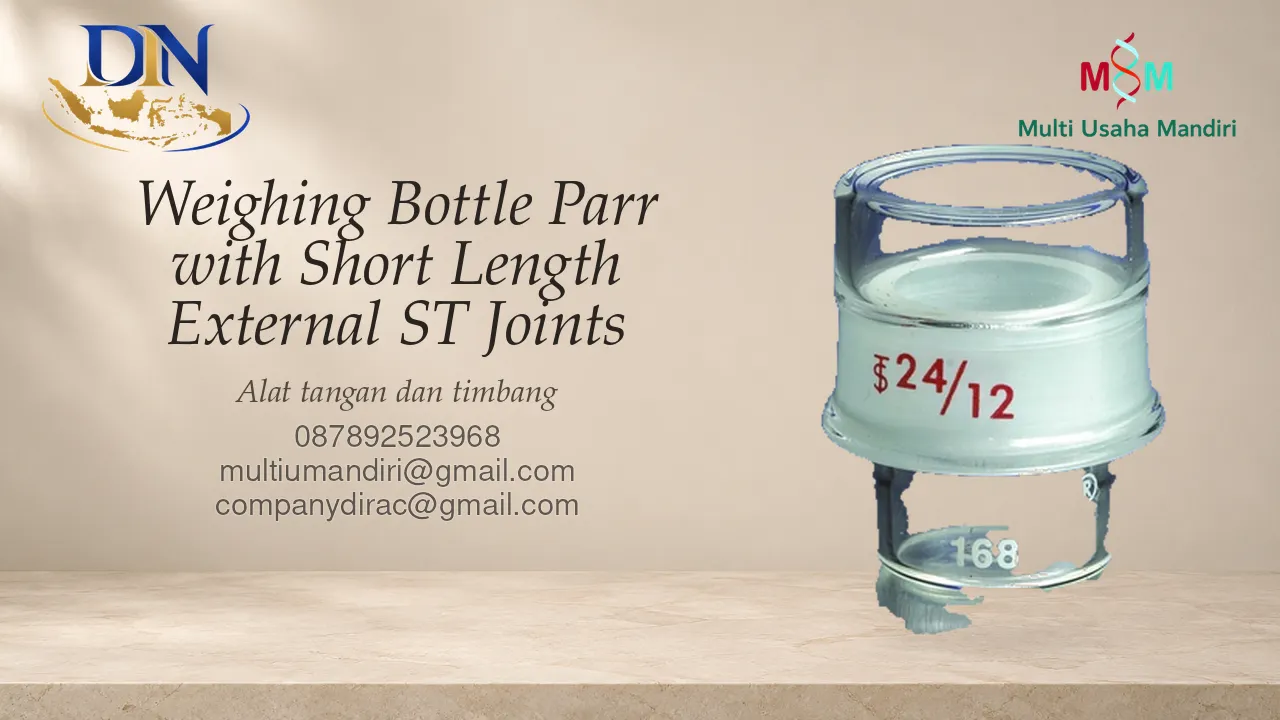 DIN
M M
Multi Usaha Mandiri
Weighing Bottle Parr
with Short Length
External ST Joints
Alat tangan dan timbang
087892523968
multiumandiri@gmail.com
companydirac@gmail.com
24/12
®
168